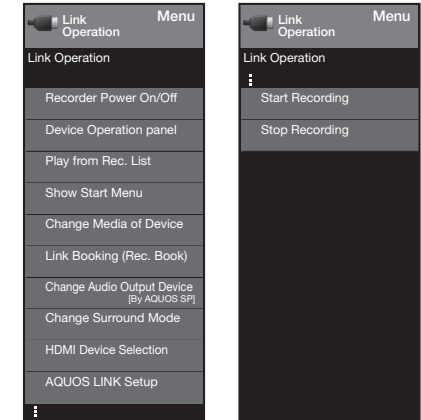 Link
Operation
Menu
Link Operation
Recorder Power On/Off
Device Operation panel
Play from Rec. List
Show Start Menu
Change Media of Device
Link Booking (Rec. Book)
Change Audio Output Device
[By AQUOS SP]
Change Surround Mode
HDMI Device Selection
AQUOS LINK Setup
Link
Operation
Menu
Link Operation
Start Recording
Stop Recording